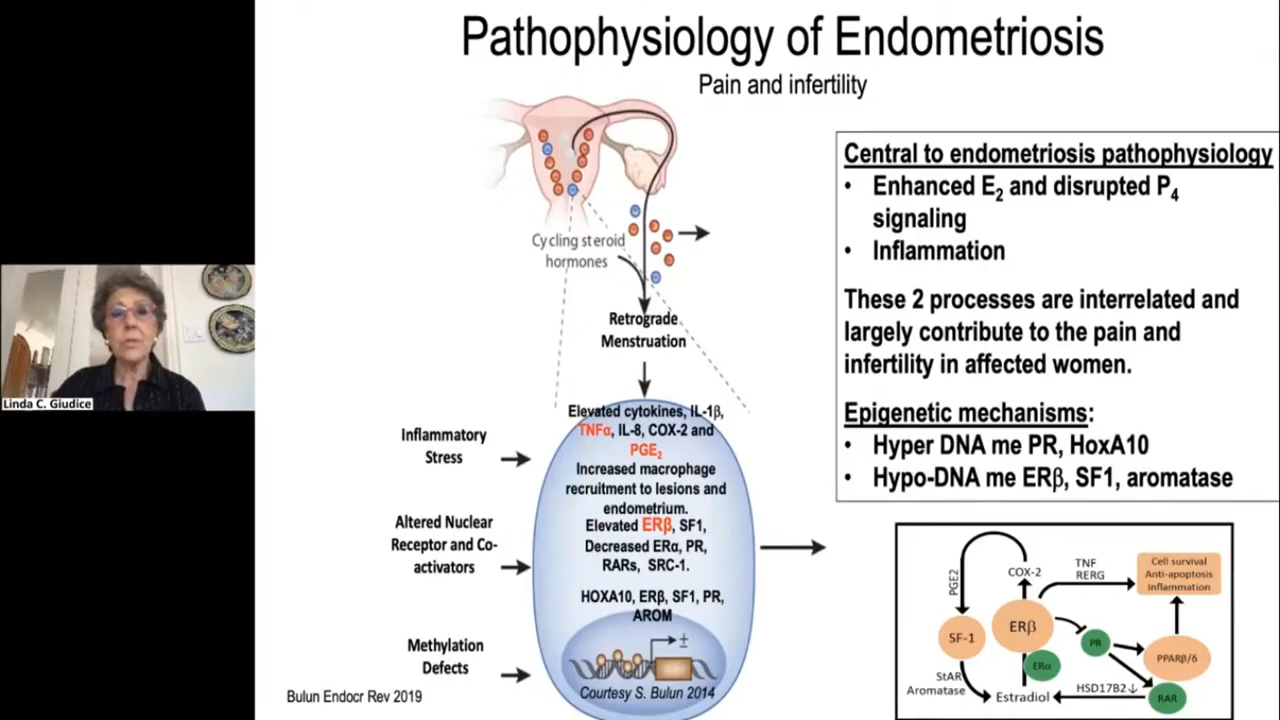 Pathophysiology of Endometriosis
Pain and infertility
Cycling steroid
hormones
Retrograde
Menstruation
Inflammatory
Stress
Altered Nuclear
Receptor and Co-
activators
Methylation
Defects
Elevated cytokines, IL-1β,
TNFα, IL-8, COX-2 and
PGE2
Increased macrophage
recruitment to lesions and
endometrium.
Elevated ERβ, SF1,
Decreased ERα, PR,
RARs, SRC-1.
HOXA10, ERβ, SF1, PR,
AROM
±
Courtesy S. Bulun 2014
Bulun Endocr Rev 2019
Linda C. Giudice
Central to endometriosis pathophysiology
• Enhanced E2 and disrupted P4
signaling
• Inflammation
These 2 processes are interrelated and
largely contribute to the pain and
infertility in affected women.
Epigenetic mechanisms:
• Hyper DNA me PR, HoxA10
• Hypo-DNA me ERβ, SF1, aromatase
PGE2
COX-2
TNF
RERG
Cell survival
Anti-apoptosis
Inflammation
SF-1
ERβ
ERα
PR
PPARβ/δ
StAR
Aromatase
Estradiol
HSD17B2↓
RAR